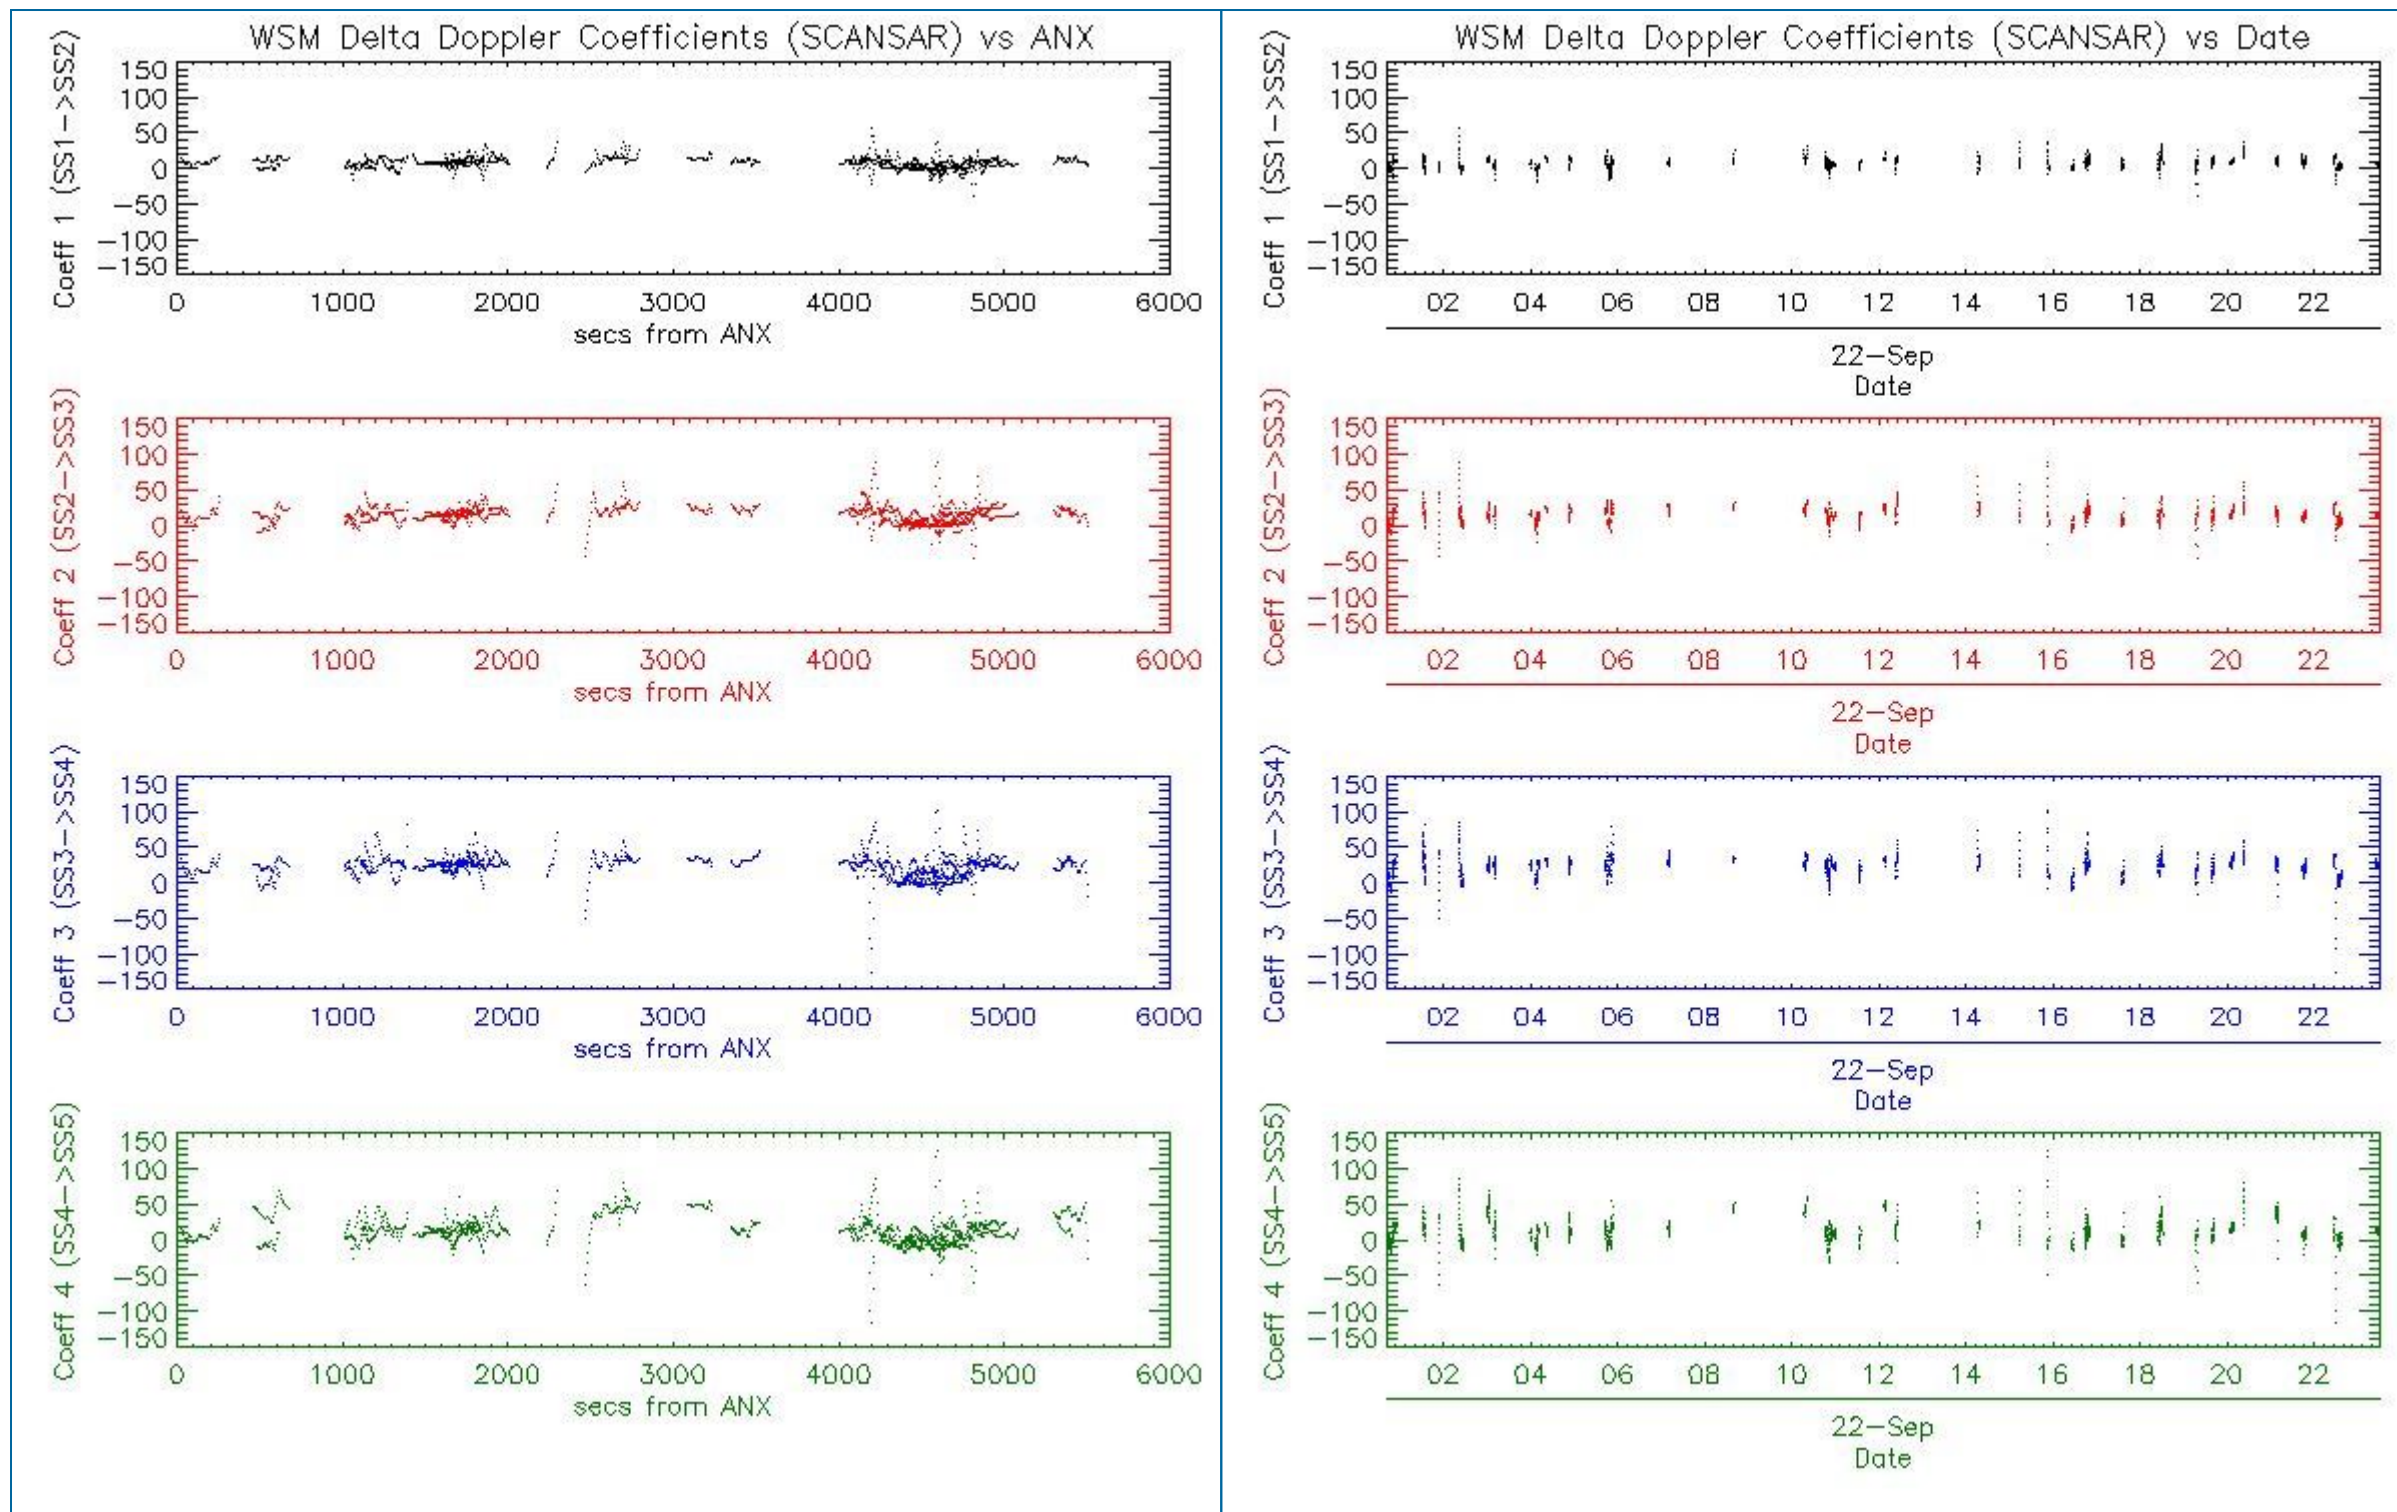 WSM Delta Doppler Coefficients (SCANSAR) vs ANX
Coeff 1 (SS1->SS2)
150
100
50
0
-50
-100
-150
0 1000 2000 3000 4000 5000 6000
secs from ANX
Coeff 2 (SS2->SS3)
150
100
50
0
-50
-100
-150
0 1000 2000 3000 4000 5000 6000
secs from ANX
Coeff 3 (SS3->SS4)
150
100
50
0
-50
-100
-150
0 1000 2000 3000 4000 5000 6000
secs from ANX
Coeff 4 (SS4->SS5)
150
100
50
0
-50
-100
-150
0 1000 2000 3000 4000 5000 6000
secs from ANX
WSM Delta Doppler Coefficients (SCANSAR) vs Date
Coeff 1 (SS1->SS2)
150
100
50
0
-50
-100
-150
02 04 06 08 10 12 14 16 18 20 22
22-Sep
Date
Coeff 2 (SS2->SS3)
150
100
50
0
-50
-100
-150
02 04 06 08 10 12 14 16 18 20 22
22-Sep
Date
Coeff 3 (SS3->SS4)
150
100
50
0
-50
-100
-150
02 04 06 08 10 12 14 16 18 20 22
22-Sep
Date
Coeff 4 (SS4->SS5)
150
100
50
0
-50
-100
-150
02 04 06 08 10 12 14 16 18 20 22
22-Sep
Date